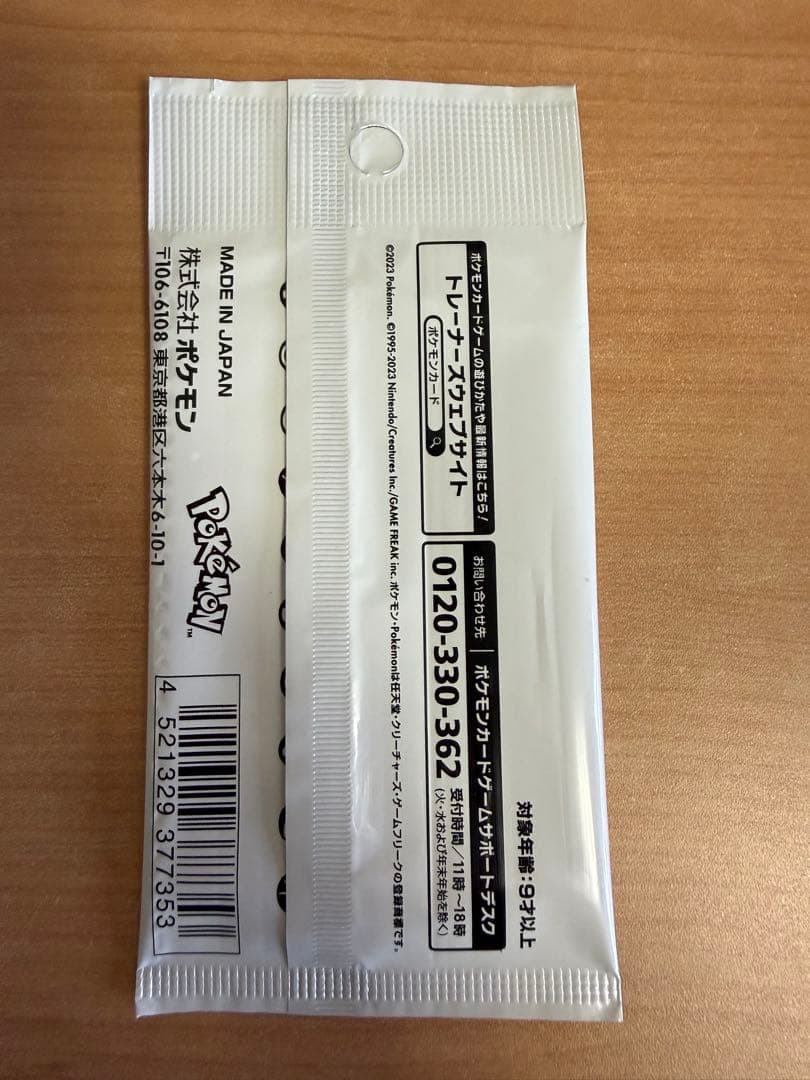 対象年齢:9才以上
ポケモンカードゲームの遊びかたや最新情報はこちら!
トレーナーズウェブサイト
ポケモンカード
お問い合わせ先 ポケモンカードゲームサポートデスク
0120-330-362
受付時間/11時~18時
(火・水および年末年始を除く)
©2023 Pokémon. ©1995-2023 Nintendo/Creatures Inc./GAME FREAK inc. ポケモン・Pokémonは任天堂・クリーチャーズ・ゲームフリークの登録商標です。
MADE IN JAPAN
株式会社 ポケモン
〒106-6108 東京都港区六本木6-10-1
POKéMON™
4 521329 377353